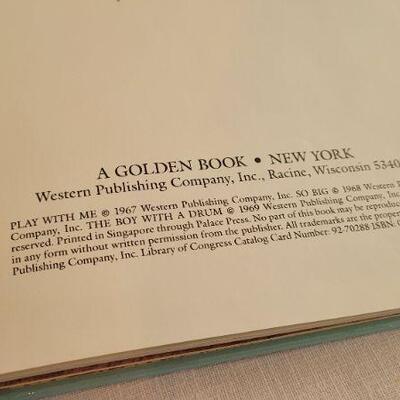 A GOLDEN BOOK • NEW YORK
Western Publishing Company, Inc., Racine, Wisconsin 5340
PLAY WITH ME © 1967 Western Publishing Company, Inc. SO BIG © 1968 Western P
Company, Inc. THE BOY WITH A DRUM © 1969 Western Publishing Company, Inc.
reserved. Printed in Singapore through Palace Press. No part of this book may be reproduc
in any form without written permission from the publisher. All trademarks are the proper
Publishing Company, Inc. Library of Congress Catalog Card Number: 92-70288 ISBN: